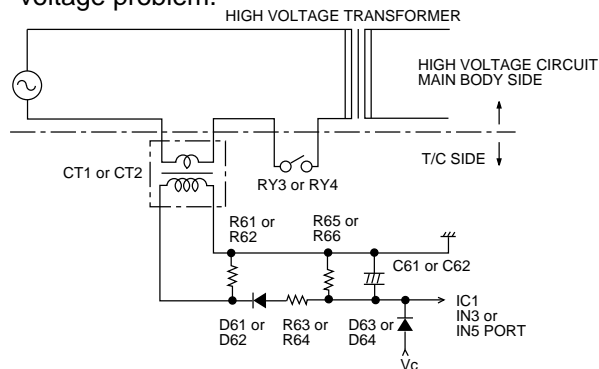 voltage problem.
HIGH VOLTAGE TRANSFORMER
HIGH VOLTAGE CIRCUIT
MAIN BODY SIDE
T/C SIDE
CT1 or CT2
RY3 or RY4
R61 or
R62
R65 or
R66
C61 or C62
IC1
IN3 or
IN5 PORT
D61 or
D62
R63 or
R64
D63 or
D64
Vc